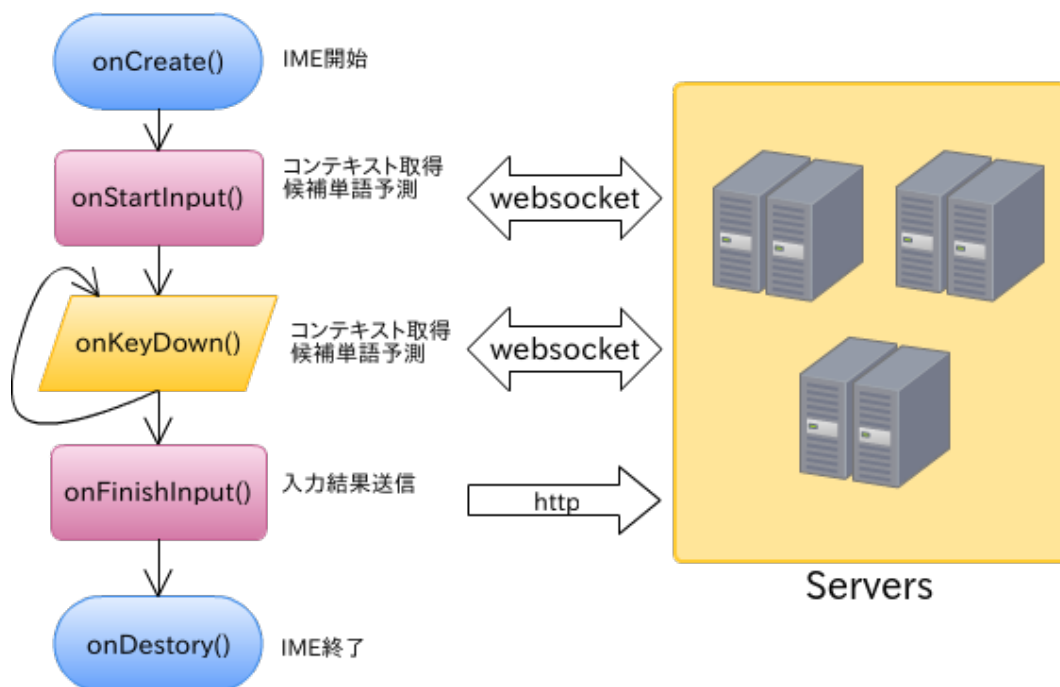 onCreate()
IME開始
onStartInput()
コンテキスト取得
候補単語予測
websocket
onKeyDown()
コンテキスト取得
候補単語予測
websocket
onFinishInput()
入力結果送信
http
Servers
onDestory()
IME終了